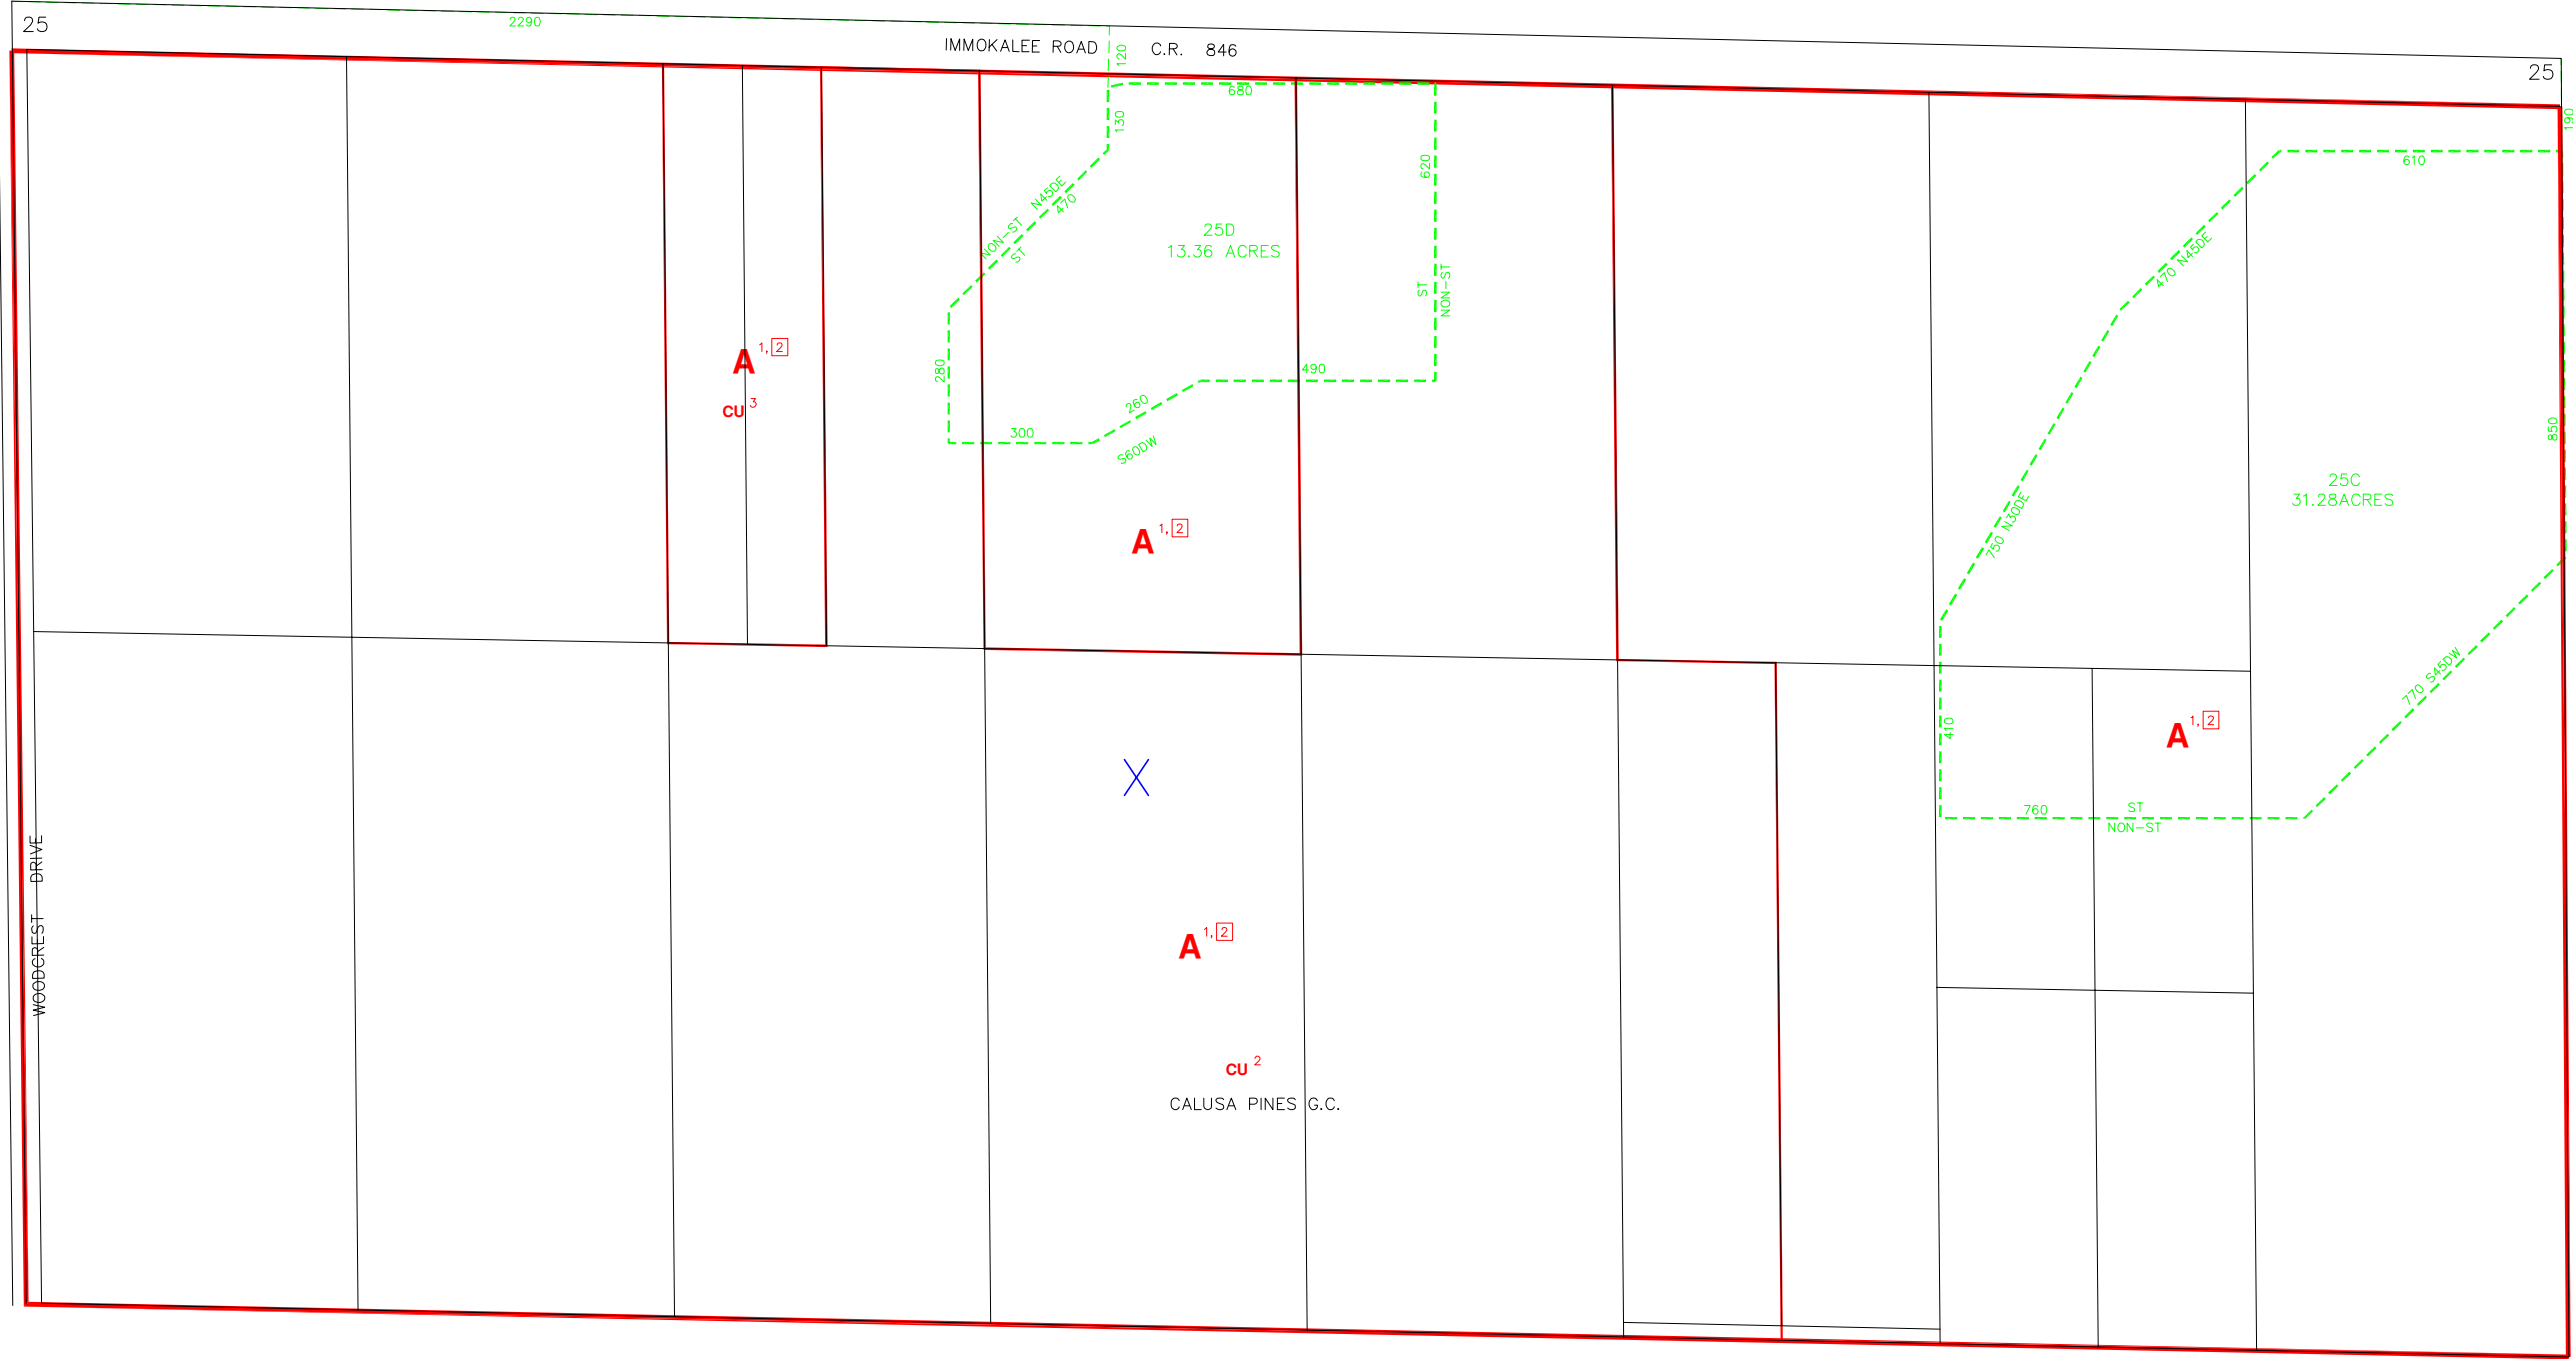 25
2290
IMMOKALEE ROAD C.R. 846
25
120
680
130
190
610
620
NON-ST N45DE
ST 470
25D
13.36 ACRES
ST
NON-ST
470 N45DE
A 1, 2
CU 3
280
490
260
300
S60DW
850
25C
31.28ACRES
750 N30DE
A 1, 2
770 S45DW
410
A 1, 2
760
ST
NON-ST
WOODCREST DRIVE
A 1, 2
CU 2
CALUSA PINES G.C.
X